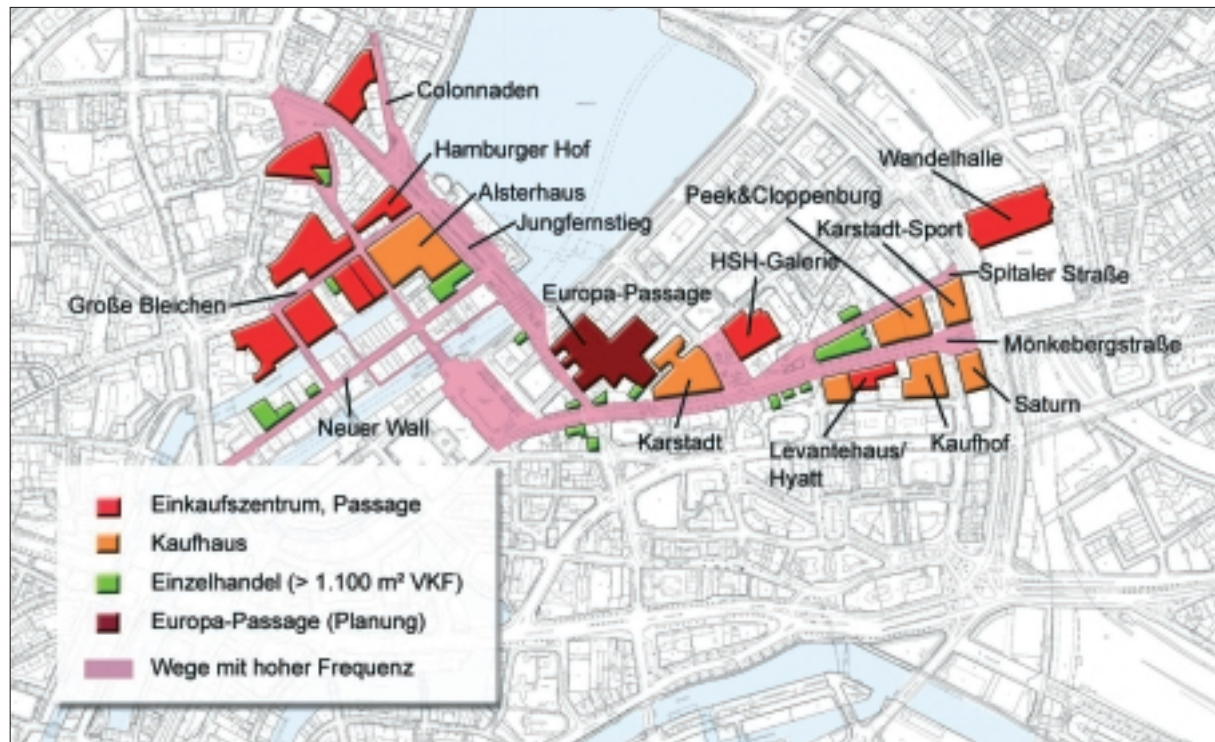 Colonnaden
Hamburger Hof
Alsterhaus
Jungfernstieg
Wandelhalle
Peek&Cloppenburg
Karstadt-Sport
HSH-Galerie
Spitaler Straße
Europa-Passage
Große Bleichen
Mönkebergstraße
Neuer Wall
Karstadt
Levantehaus/
Hyatt
Kaufhof
Saturn
Einkaufszentrum, Passage
Kaufhaus
Einzelhandel (> 1.100 m² VKF)
Europa-Passage (Planung)
Wege mit hoher Frequenz